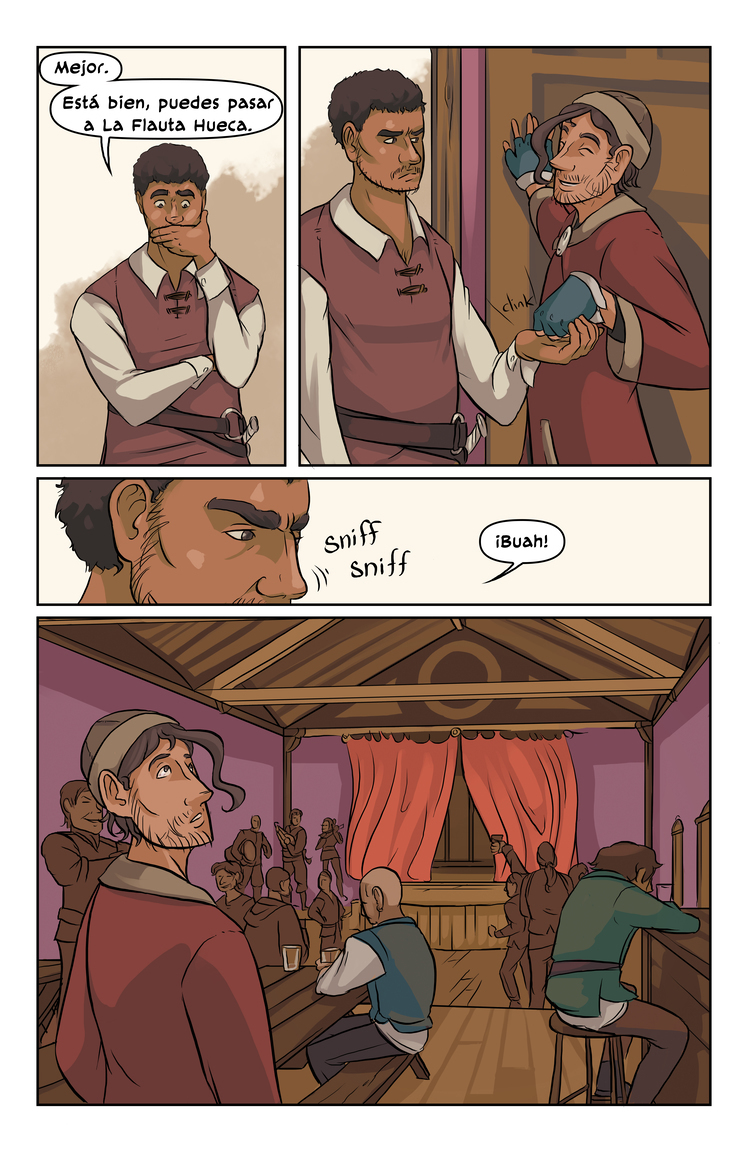 Mejor.
Está bien, puedes pasar
a La Flauta Hueca.
clink
sniff
sniff
¡Buah!